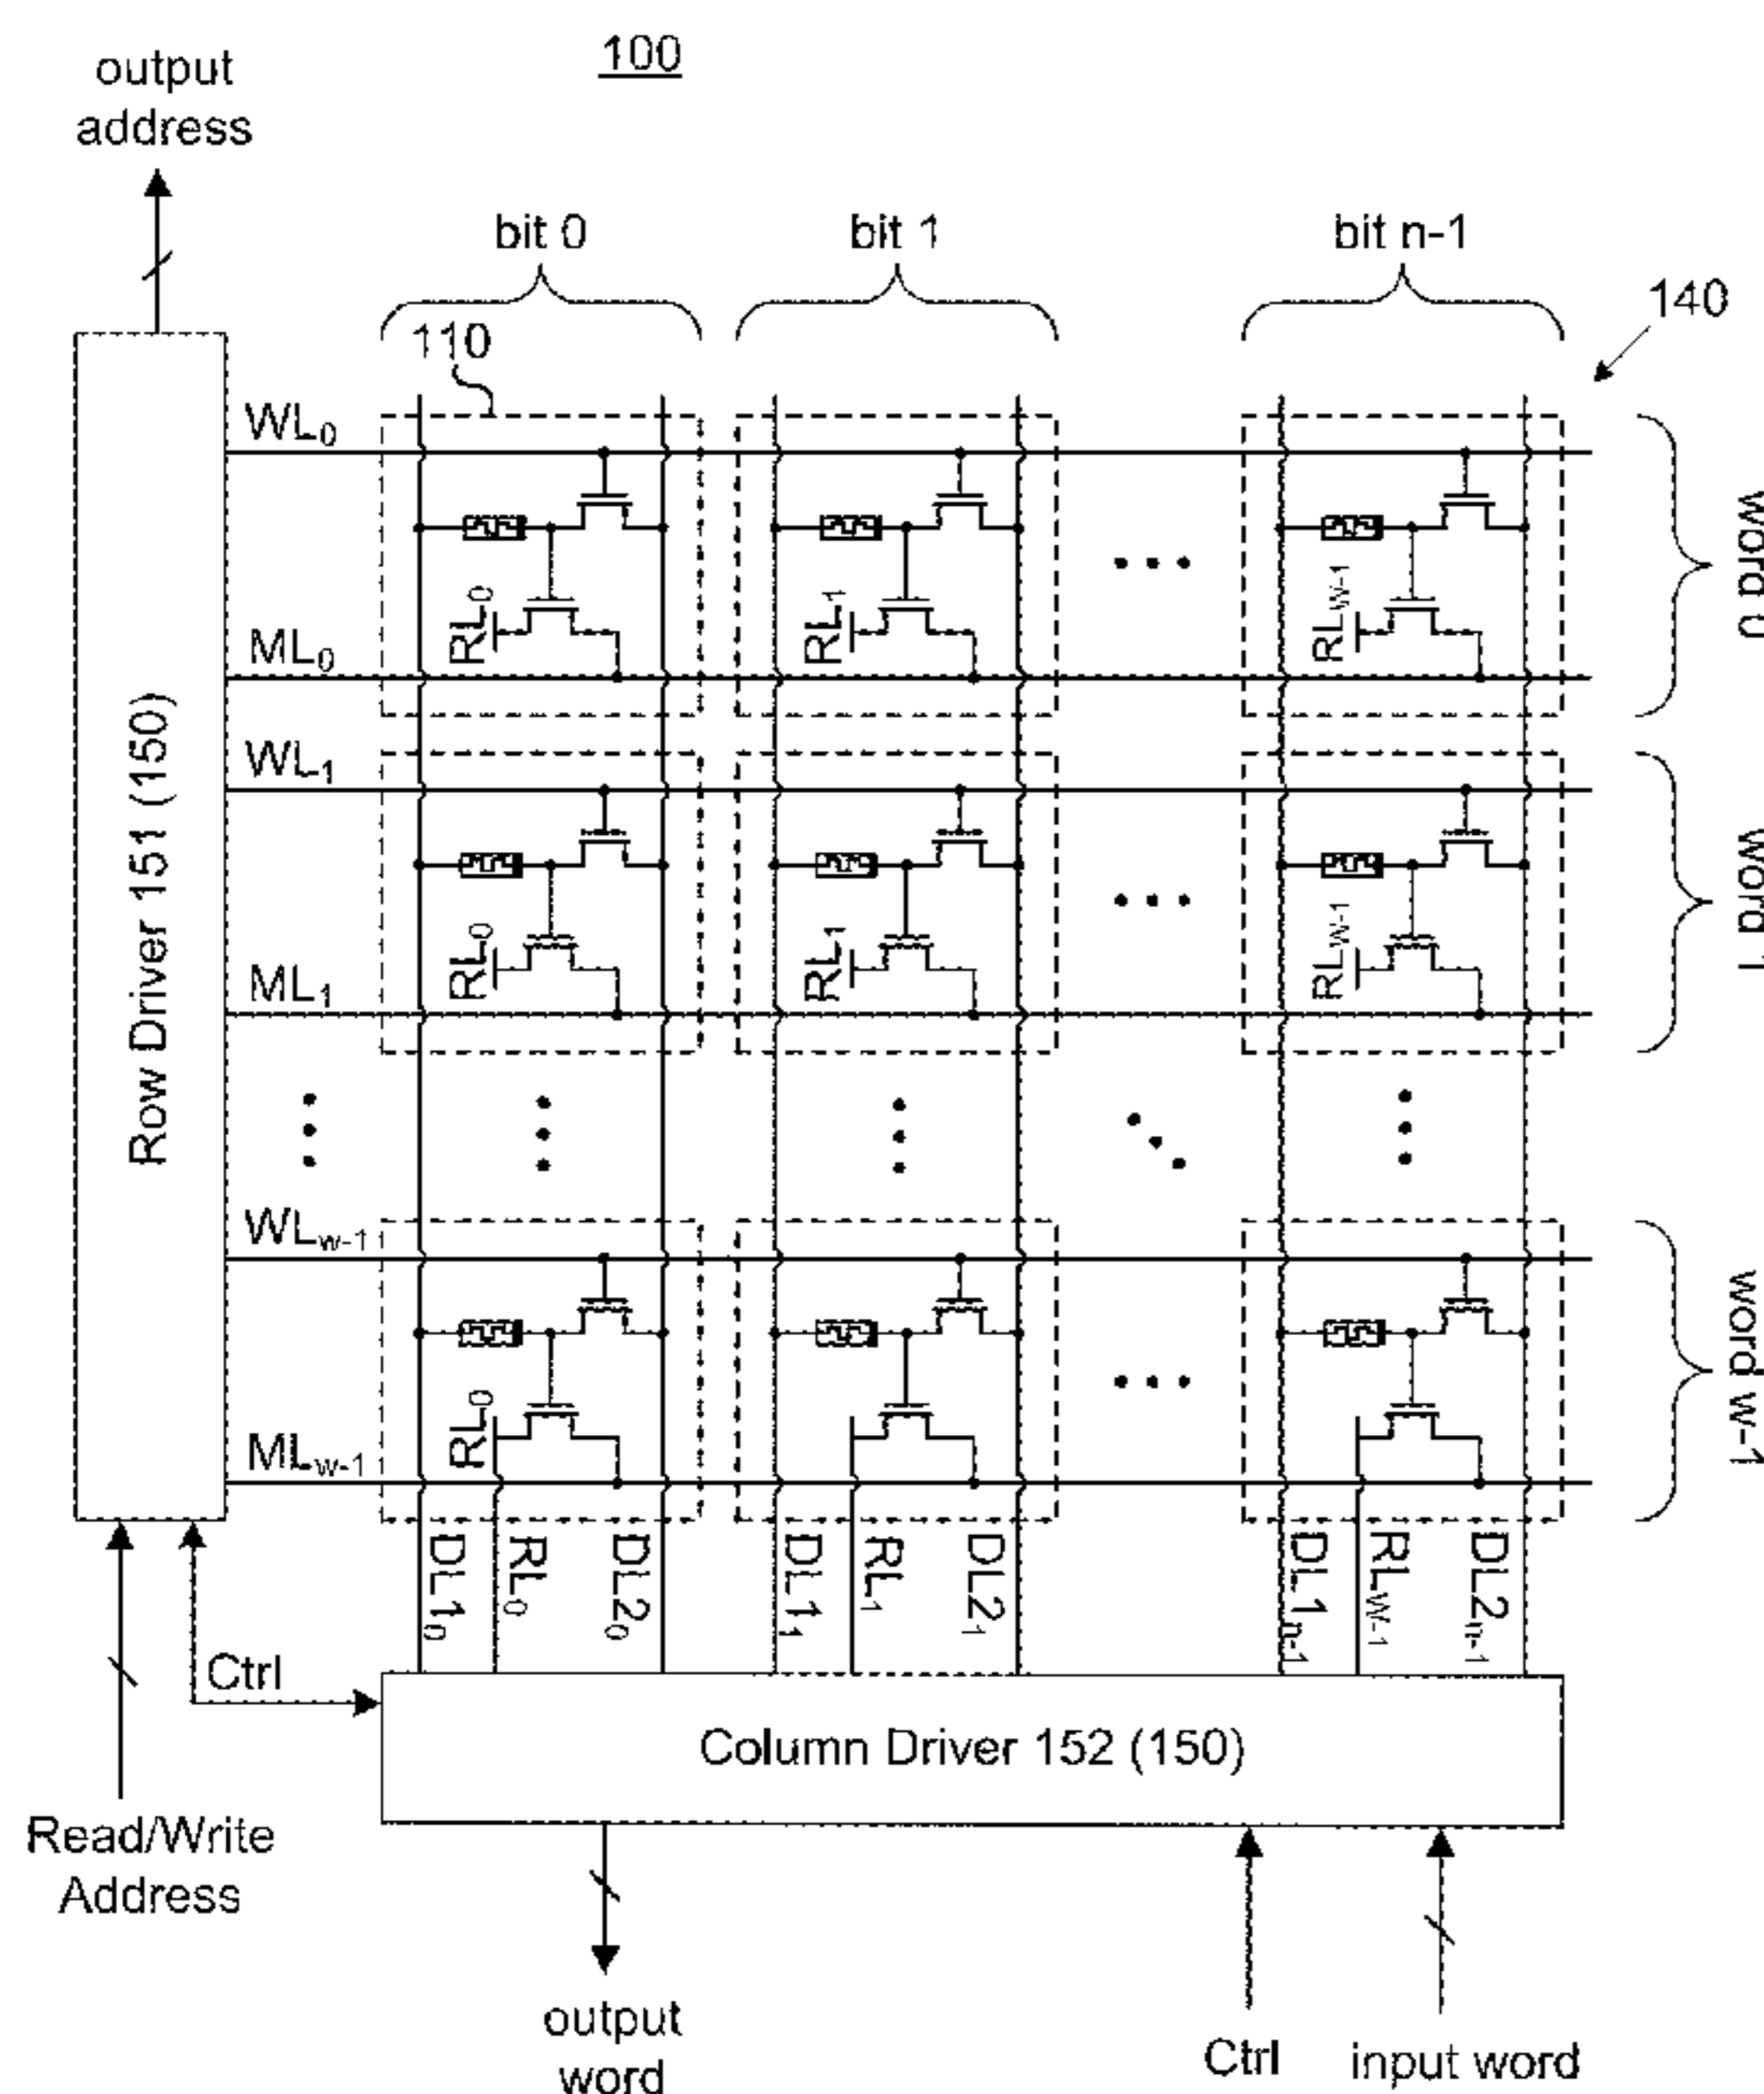 100
output
address
bit 0
bit 1
bit n-1
140
110
WL0
RL0
RL1
RLW-1
ML0
word 0
WL1
RL0
RL1
RLW-1
ML1
word 1
Row Driver 151 (150)
WLw-1
RL0
MLw-1
word w-1
DL10
RL0
DL20
DL11
RL1
DL21
DL1n-1
RLW-1
DL2n-1
Ctrl
Column Driver 152 (150)
Read/Write
Address
output
word
Ctrl
input word